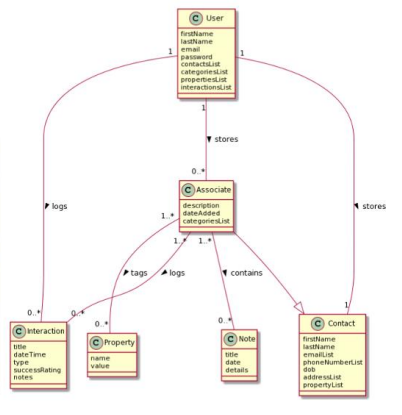 C User
firstName
lastName
email
password
contactsList
categoriesList
propertiesList
interactionsList
1
1
1
stores
logs
stores
0..*
C Associate
description
dateAdded
categoriesList
1..*
1..*
1..*
tags
logs
contains
0..*
0..*
0..*
0..*
1
C Interaction
title
dateTime
type
successRating
notes
C Property
name
value
C Note
title
date
details
C Contact
firstName
lastName
emailList
phoneNumberList
dob
addressList
propertyList